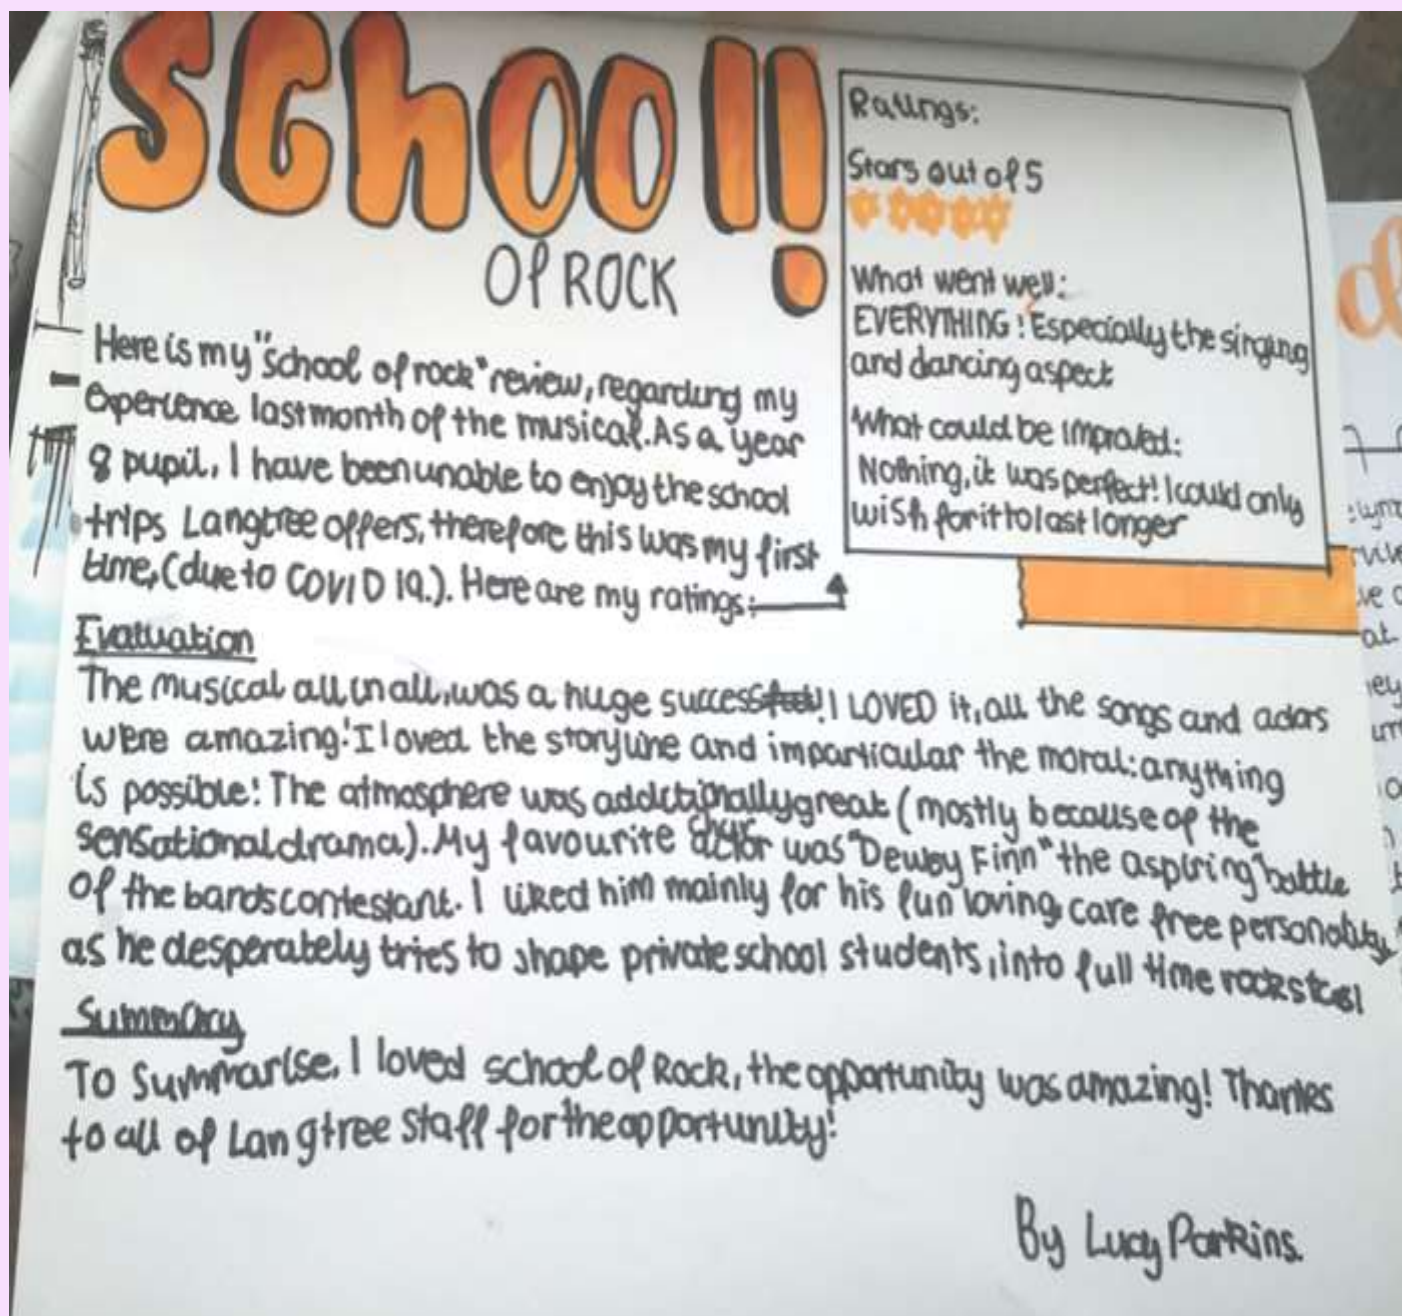 School!
Of ROCK
Here is my "school of rock" review, regarding my
experience last month of the musical. As a year
8 pupil, I have been unable to enjoy the school
trips Langtree offers, therefore this was my first
time, (due to COVID 19.). Here are my ratings:
Ratings:
Stars out of 5
What went well:
EVERYTHING! Especially the singing
and dancing aspect
What could be improved:
Nothing, it was perfect! I could only
wish for it to last longer
Evaluation
The musical all in all, was a huge success! I LOVED it, all the songs and actors
were amazing! I loved the storyline and imparticular the moral: anything
is possible! The atmosphere was addictionally great (mostly because of the
sensational drama). My favourite was "Dewby Finn" the aspiring battle
of the bands contestant. I liked him mainly for his fun loving, care free personality,
as he desperately tries to shape private school students, into full time rockstars!
Summary
To Summarise, I loved school of Rock, the opportunity was amazing! Thanks
to all of Langtree staff for the opportunity!
By Lucy Parkins.